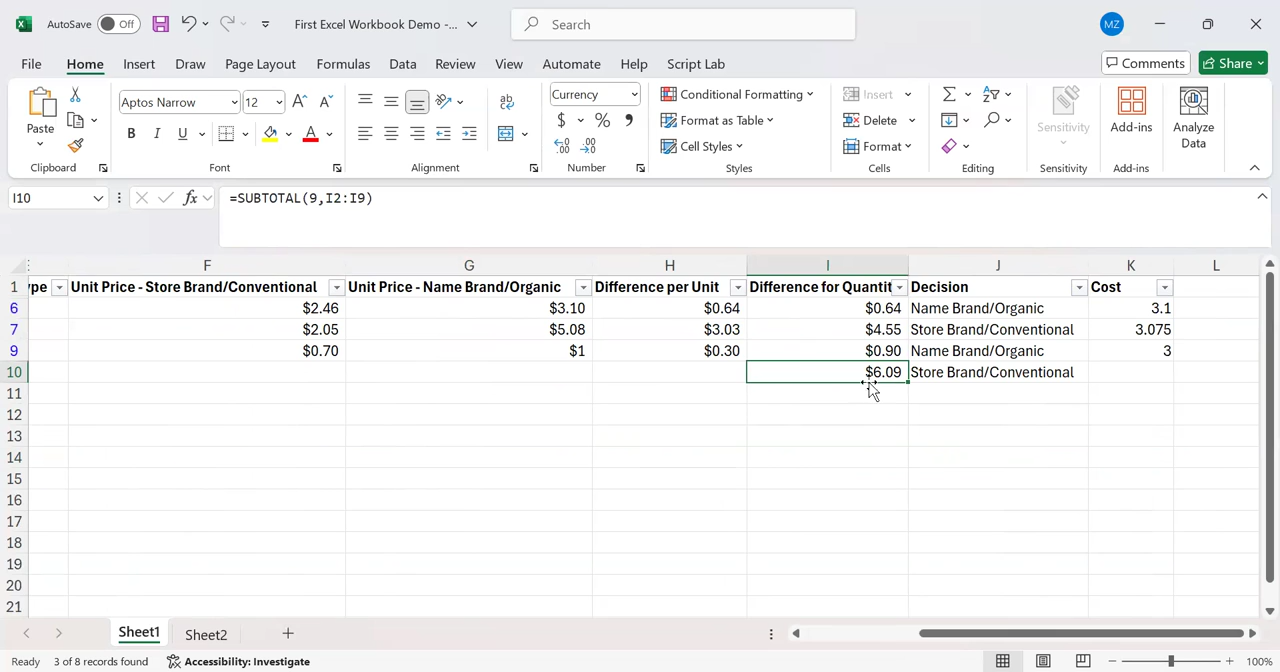 AutoSave Off First Excel Workbook Demo -... Search MZ
File Home Insert Draw Page Layout Formulas Data Review View Automate Help Script Lab Comments Share
Paste Aptos Narrow 12 Currency Conditional Formatting Insert
Format as Table Delete Sensitivity Add-ins Analyze Data
B I U A $ % Cell Styles Format
Clipboard Font Alignment Number Styles Cells Editing Sensitivity Add-ins
I10 fx =SUBTOTAL(9,I2:I9)
F G H I J K L
1 pe Unit Price - Store Brand/Conventional Unit Price - Name Brand/Organic Difference per Unit Difference for Quantit Decision Cost
6 $2.46 $3.10 $0.64 $0.64 Name Brand/Organic 3.1
7 $2.05 $5.08 $3.03 $4.55 Store Brand/Conventional 3.075
9 $0.70 $1 $0.30 $0.90 Name Brand/Organic 3
10 $6.09 Store Brand/Conventional
11
12
13
14
15
16
17
18
19
20
21
Sheet1 Sheet2
Ready 3 of 8 records found Accessibility: Investigate 100%